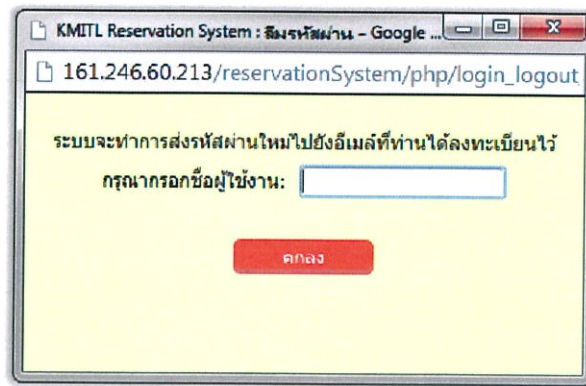 KMITL Reservation System : ลืมรหัสผ่าน - Google ...
161.246.60.213/reservationSystem/php/login_logout
ระบบจะทำการส่งรหัสผ่านใหม่ไปยังอีเมล์ที่ท่านได้ลงทะเบียนไว้
กรุณากรอกชื่อผู้ใช้งาน:
ตกลง